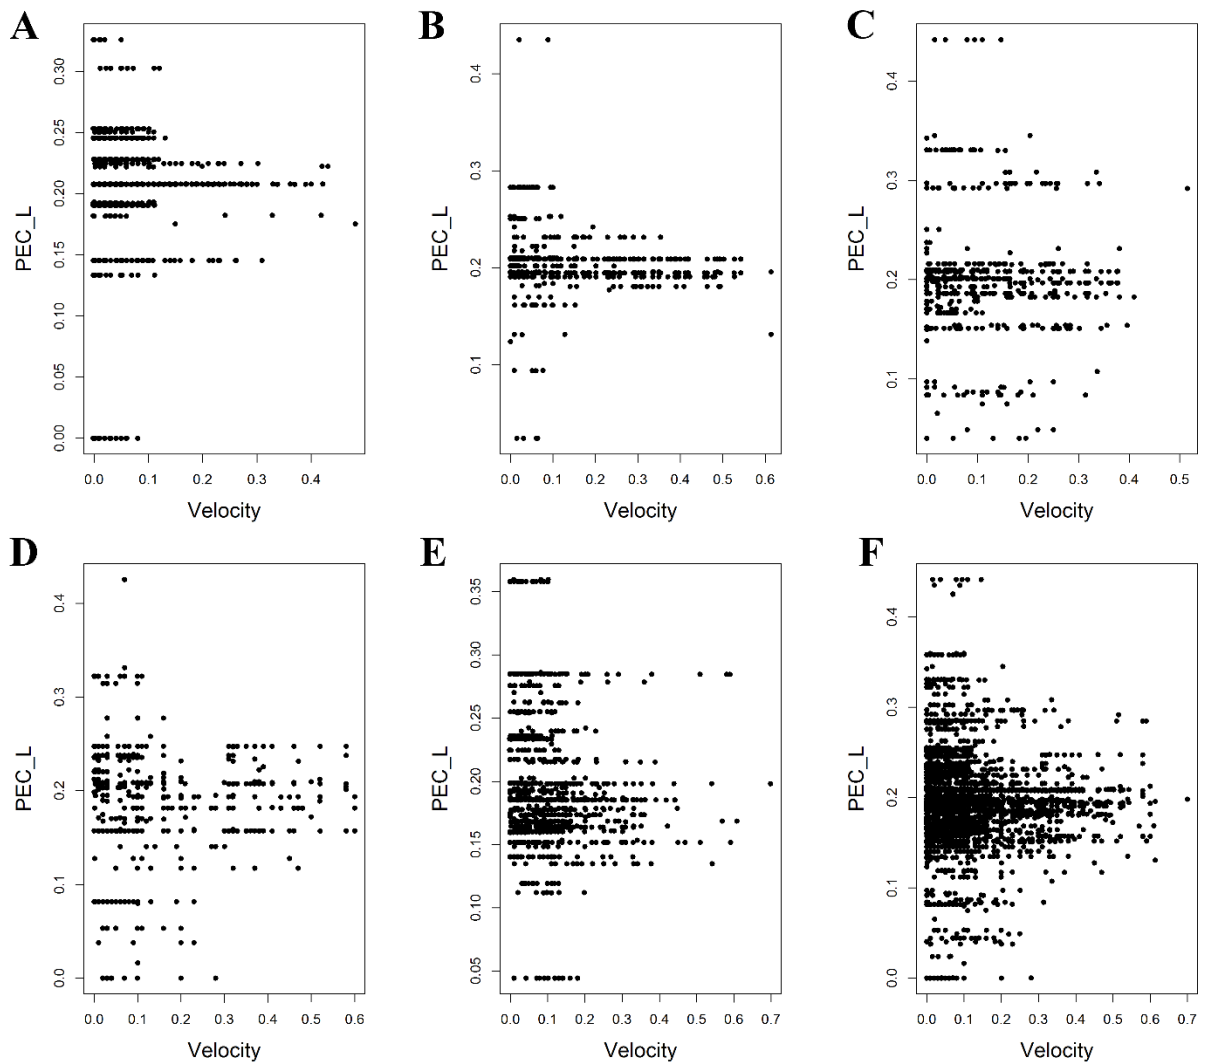 A
B
C
PEC_L
0.00 0.05 0.10 0.15 0.20 0.25 0.30
0.0 0.1 0.2 0.3 0.4
Velocity
PEC_L
0.1 0.2 0.3 0.4
0.0 0.1 0.2 0.3 0.4 0.5 0.6
Velocity
PEC_L
0.1 0.2 0.3 0.4
0.0 0.1 0.2 0.3 0.4 0.5
Velocity
D
E
F
PEC_L
0.0 0.1 0.2 0.3 0.4
0.0 0.1 0.2 0.3 0.4 0.5 0.6
Velocity
PEC_L
0.05 0.10 0.15 0.20 0.25 0.30 0.35
0.0 0.1 0.2 0.3 0.4 0.5 0.6 0.7
Velocity
PEC_L
0.0 0.1 0.2 0.3 0.4
0.0 0.1 0.2 0.3 0.4 0.5 0.6 0.7
Velocity